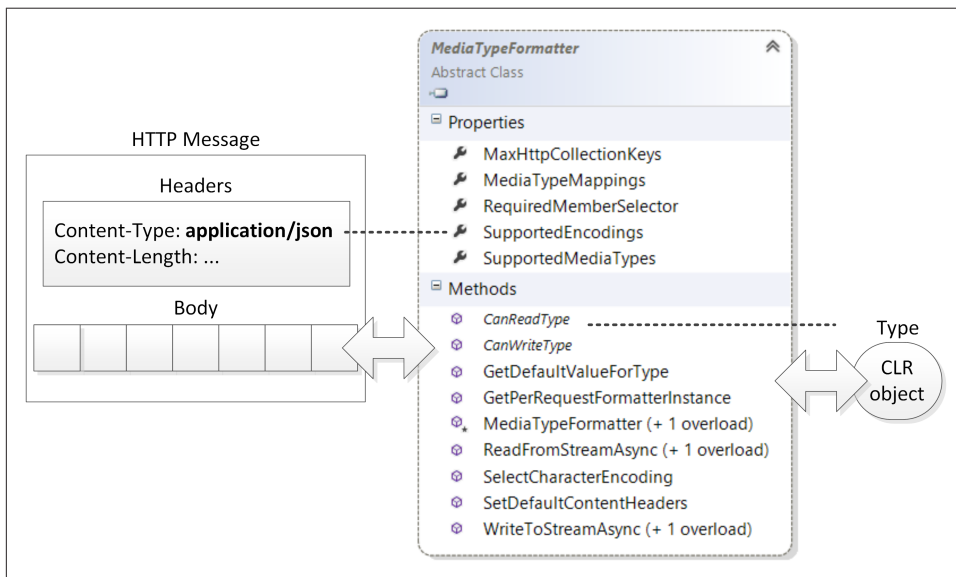 HTTP Message
Headers
Content-Type: application/json
Content-Length: ...
Body
MediaTypeFormatter
Abstract Class
Properties
MaxHttpCollectionKeys
MediaTypeMappings
RequiredMemberSelector
SupportedEncodings
SupportedMediaTypes
Methods
CanReadType
CanWriteType
GetDefaultValueForType
GetPerRequestFormatterInstance
MediaTypeFormatter (+ 1 overload)
ReadFromStreamAsync (+ 1 overload)
SelectCharacterEncoding
SetDefaultContentHeaders
WriteToStreamAsync (+ 1 overload)
Type
CLR
object